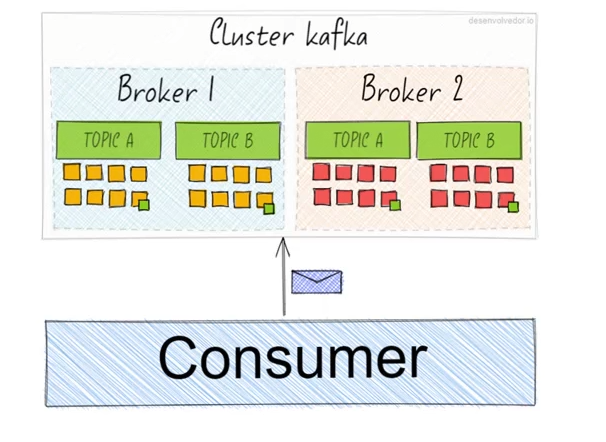 desenvolvedor.io
Cluster kafka
Broker 1
Broker 2
TOPIC A
TOPIC B
TOPIC A
TOPIC B
Consumer